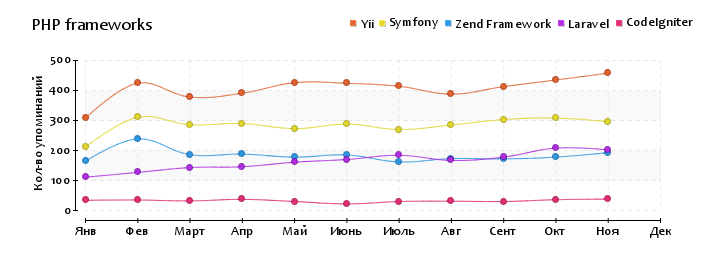 PHP frameworks
Yii Symfony Zend Framework Laravel CodeIgniter
Кол-во упоминаний
500
400
300
200
100
0
Янв Фев Март Апр Май Июнь Июль Авг Сент Окт Ноя Дек